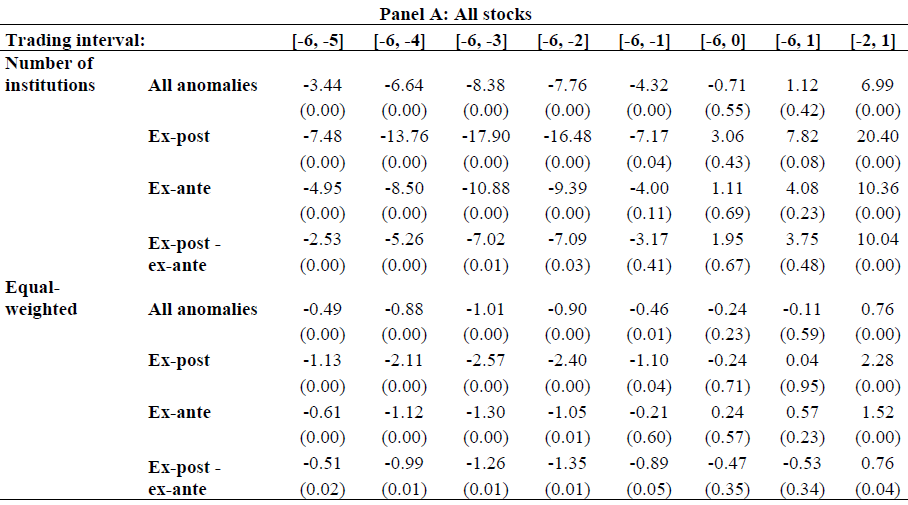 Panel A: All stocks
Trading interval: [-6, -5] [-6, -4] [-6, -3] [-6, -2] [-6, -1] [-6, 0] [-6, 1] [-2, 1]
Number of
institutions All anomalies -3.44 -6.64 -8.38 -7.76 -4.32 -0.71 1.12 6.99
(0.00) (0.00) (0.00) (0.00) (0.00) (0.55) (0.42) (0.00)
Ex-post -7.48 -13.76 -17.90 -16.48 -7.17 3.06 7.82 20.40
(0.00) (0.00) (0.00) (0.00) (0.04) (0.43) (0.08) (0.00)
Ex-ante -4.95 -8.50 -10.88 -9.39 -4.00 1.11 4.08 10.36
(0.00) (0.00) (0.00) (0.00) (0.11) (0.69) (0.23) (0.00)
Ex-post - -2.53 -5.26 -7.02 -7.09 -3.17 1.95 3.75 10.04
ex-ante (0.00) (0.00) (0.01) (0.03) (0.41) (0.67) (0.48) (0.00)
Equal-
weighted All anomalies -0.49 -0.88 -1.01 -0.90 -0.46 -0.24 -0.11 0.76
(0.00) (0.00) (0.00) (0.00) (0.01) (0.23) (0.59) (0.00)
Ex-post -1.13 -2.11 -2.57 -2.40 -1.10 -0.24 0.04 2.28
(0.00) (0.00) (0.00) (0.00) (0.04) (0.71) (0.95) (0.00)
Ex-ante -0.61 -1.12 -1.30 -1.05 -0.21 0.24 0.57 1.52
(0.00) (0.00) (0.00) (0.01) (0.60) (0.57) (0.23) (0.00)
Ex-post - -0.51 -0.99 -1.26 -1.35 -0.89 -0.47 -0.53 0.76
ex-ante (0.02) (0.01) (0.01) (0.01) (0.05) (0.35) (0.34) (0.04)